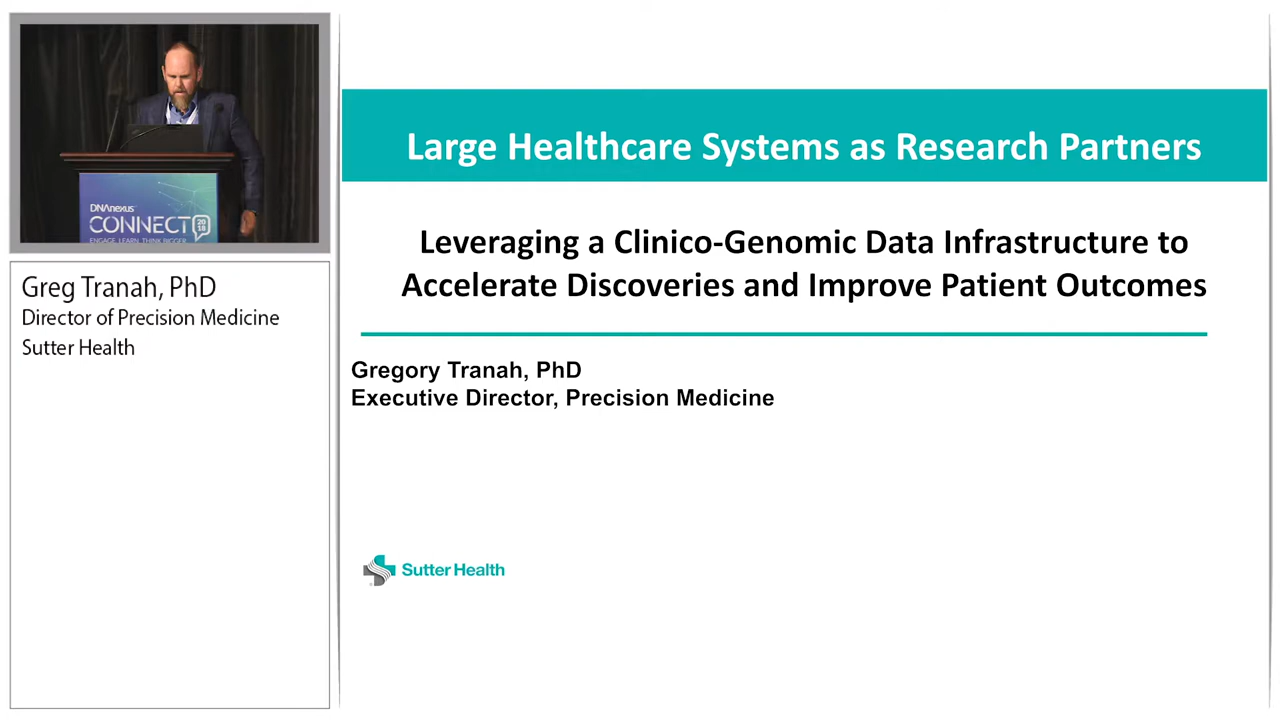 DNAnexus
CONNECT 2018
ENGAGE. LEARN. THINK BIGGER.
Greg Tranah, PhD
Director of Precision Medicine
Sutter Health
Large Healthcare Systems as Research Partners
Leveraging a Clinico-Genomic Data Infrastructure to
Accelerate Discoveries and Improve Patient Outcomes
Gregory Tranah, PhD
Executive Director, Precision Medicine
Sutter Health